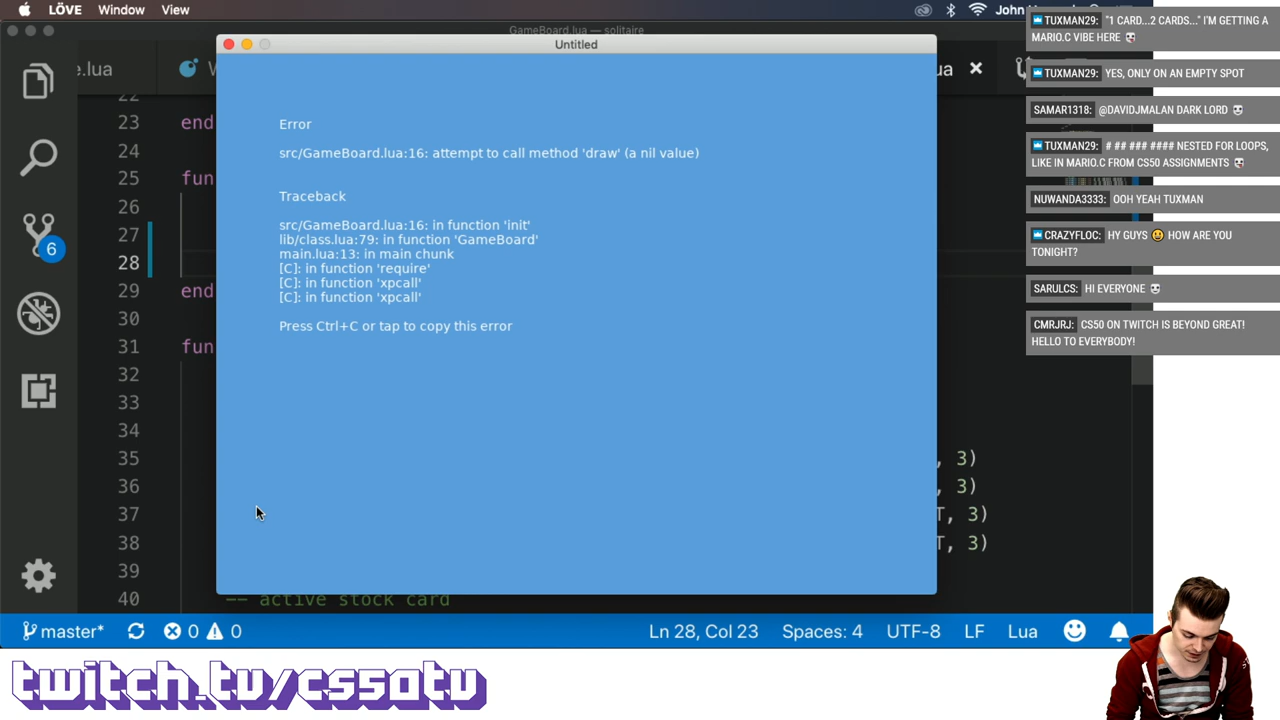 LÖVE Window View
John
GameBoard.lua — solitaire
Untitled
e.lua
Error
src/GameBoard.lua:16: attempt to call method 'draw' (a nil value)
Traceback
src/GameBoard.lua:16: in function 'init'
lib/class.lua:79: in function 'GameBoard'
main.lua:13: in main chunk
[C]: in function 'require'
[C]: in function 'xpcall'
[C]: in function 'xpcall'
Press Ctrl+C or tap to copy this error
22
23 end
24
25 fun
26
27
28
29 end
30
31 fun
32
33
34
35 , 3)
36 , 3)
37 T, 3)
38 T, 3)
39
40 -- active stock card
6
master* 0 0 Ln 28, Col 23 Spaces: 4 UTF-8 LF Lua
TUXMAN29: "1 CARD...2 CARDS..." I'M GETTING A
MARIO.C VIBE HERE
TUXMAN29: YES, ONLY ON AN EMPTY SPOT
SAMAR1318: @DAVIDJMALAN DARK LORD
TUXMAN29: # ## ### #### NESTED FOR LOOPS,
LIKE IN MARIO.C FROM CS50 ASSIGNMENTS
NUWANDA3333: OOH YEAH TUXMAN
CRAZYFLOC: HY GUYS 😀 HOW ARE YOU
TONIGHT?
SARULCS: HI EVERYONE
CMRJRJ: CS50 ON TWITCH IS BEYOND GREAT!
HELLO TO EVERYBODY!
twitch.tv/cs50tv